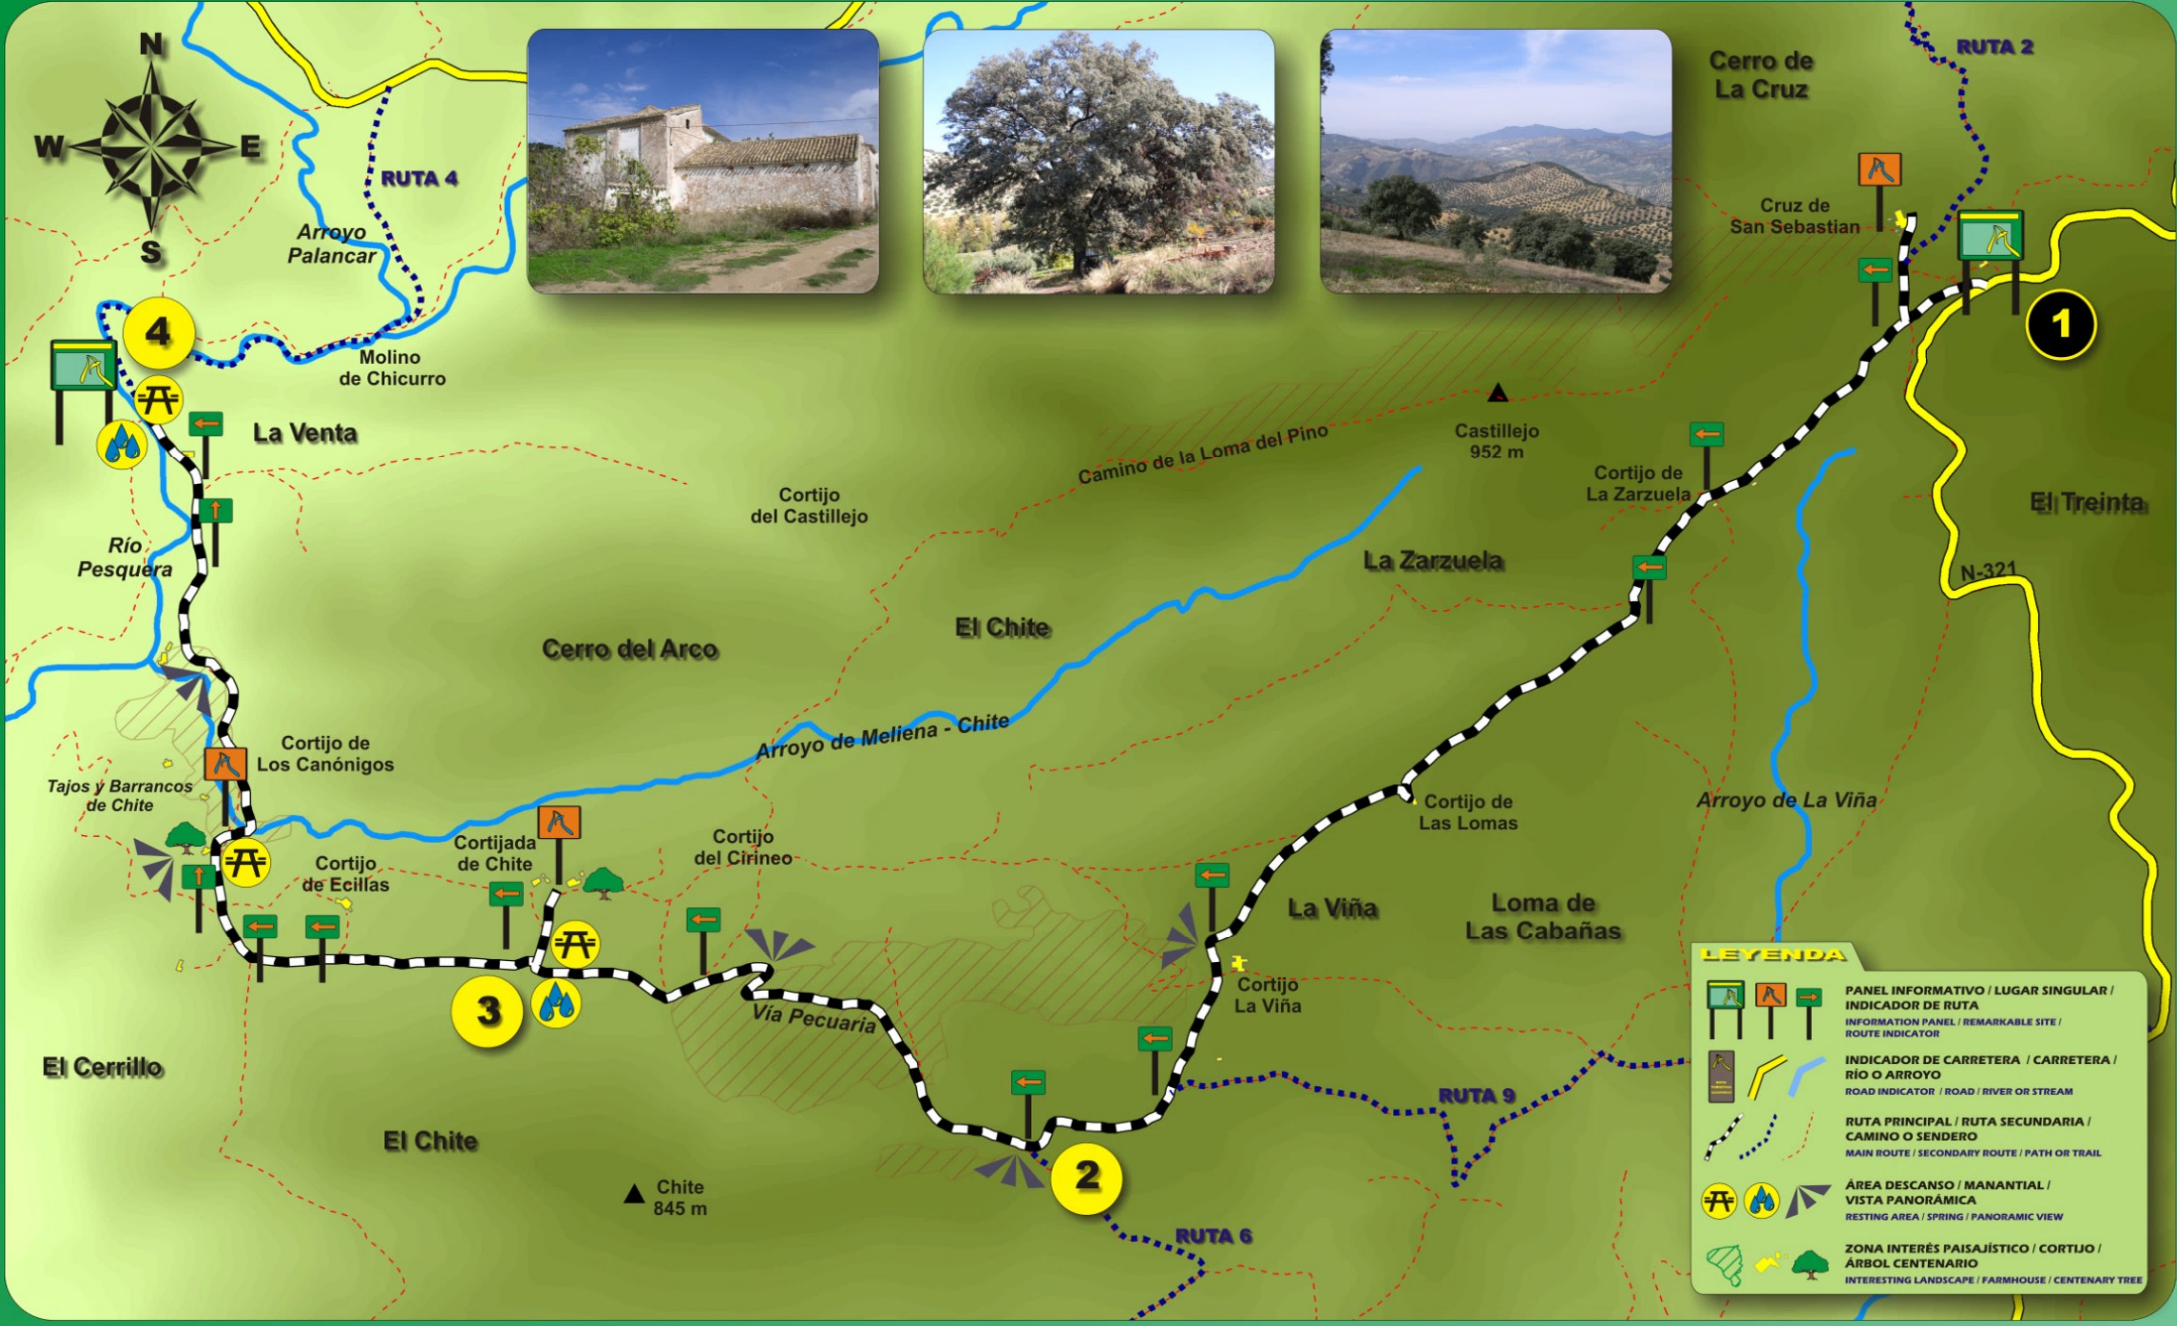 N
W
E
S
RUTA 4
Arroyo
Palancar
Molino
de Chicurro
4
La Venta
Río
Pesquera
Cerro de
La Cruz
RUTA 2
Cruz de
San Sebastian
1
Castillejo
952 m
Camino de la Loma del Pino
Cortijo de
La Zarzuela
El Treinta
Cortijo
del Castillejo
La Zarzuela
N-321
El Chite
Cerro del Arco
Arroyo de Meliena - Chite
Cortijo de
Los Canónigos
Tajos y Barrancos
de Chite
Cortijo
de Ecillas
Cortijada
de Chite
Cortijo
del Cirineo
Cortijo de
Las Lomas
Arroyo de La Viña
La Viña
Loma de
Las Cabañas
Cortijo
La Viña
3
Vía Pecuaria
El Cerrillo
El Chite
Chite
845 m
2
RUTA 9
RUTA 6
LEYENDA
PANEL INFORMATIVO / LUGAR SINGULAR /
INDICADOR DE RUTA
INFORMATION PANEL / REMARKABLE SITE /
ROUTE INDICATOR
INDICADOR DE CARRETERA / CARRETERA /
RÍO O ARROYO
ROAD INDICATOR / ROAD / RIVER OR STREAM
RUTA PRINCIPAL / RUTA SECUNDARIA /
CAMINO O SENDERO
MAIN ROUTE / SECONDARY ROUTE / PATH OR TRAIL
ÁREA DESCANSO / MANANTIAL /
VISTA PANORÁMICA
RESTING AREA / SPRING / PANORAMIC VIEW
ZONA INTERÉS PAISAJÍSTICO / CORTIJO /
ÁRBOL CENTENARIO
INTERESTING LANDSCAPE / FARMHOUSE / CENTENARY TREE